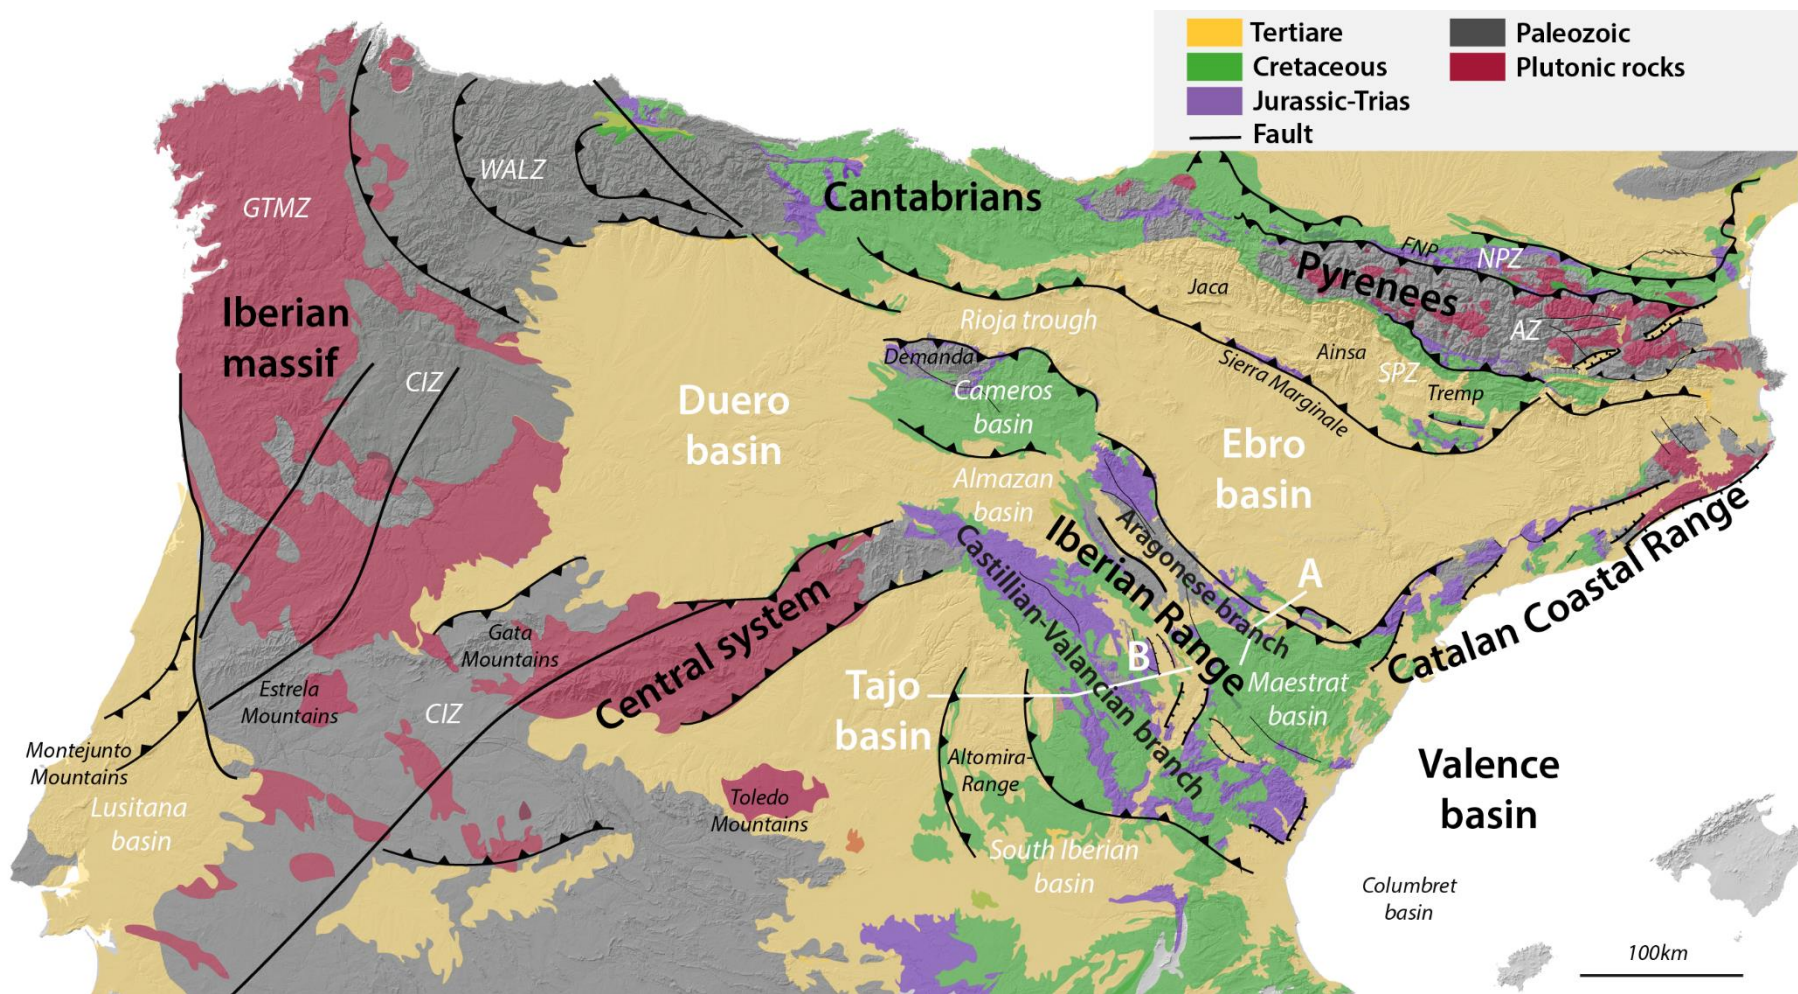 Tertiare
Cretaceous
Jurassic-Trias
Fault
Paleozoic
Plutonic rocks
GTMZ
WALZ
Cantabrians
FNP
NPZ
Pyrenees
AZ
Jaca
Ainsa
SPZ
Tremp
Sierra Marginale
Iberian
massif
CIZ
Rioja trough
Demanda
Cameros
basin
Duero
basin
Ebro
basin
Almazan
basin
Aragonese branch
Iberian Range
Castillian-Valancian branch
A
B
Catalan Coastal Range
Central system
Gata
Mountains
Estrela
Mountains
CIZ
Tajo
basin
Maestrat
basin
Montejunto
Mountains
Lusitana
basin
Toledo
Mountains
Altomira-
Range
South Iberian
basin
Valence
basin
Columbret
basin
100km